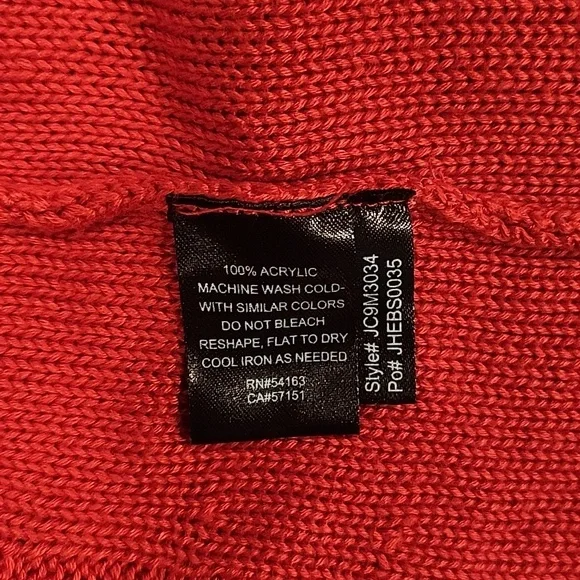 100% ACRYLIC
MACHINE WASH COLD-
WITH SIMILAR COLORS
DO NOT BLEACH
RESHAPE, FLAT TO DRY
COOL IRON AS NEEDED
RN#54163
CA#57151
Style# JC9M3034
Po# JHEBS0035